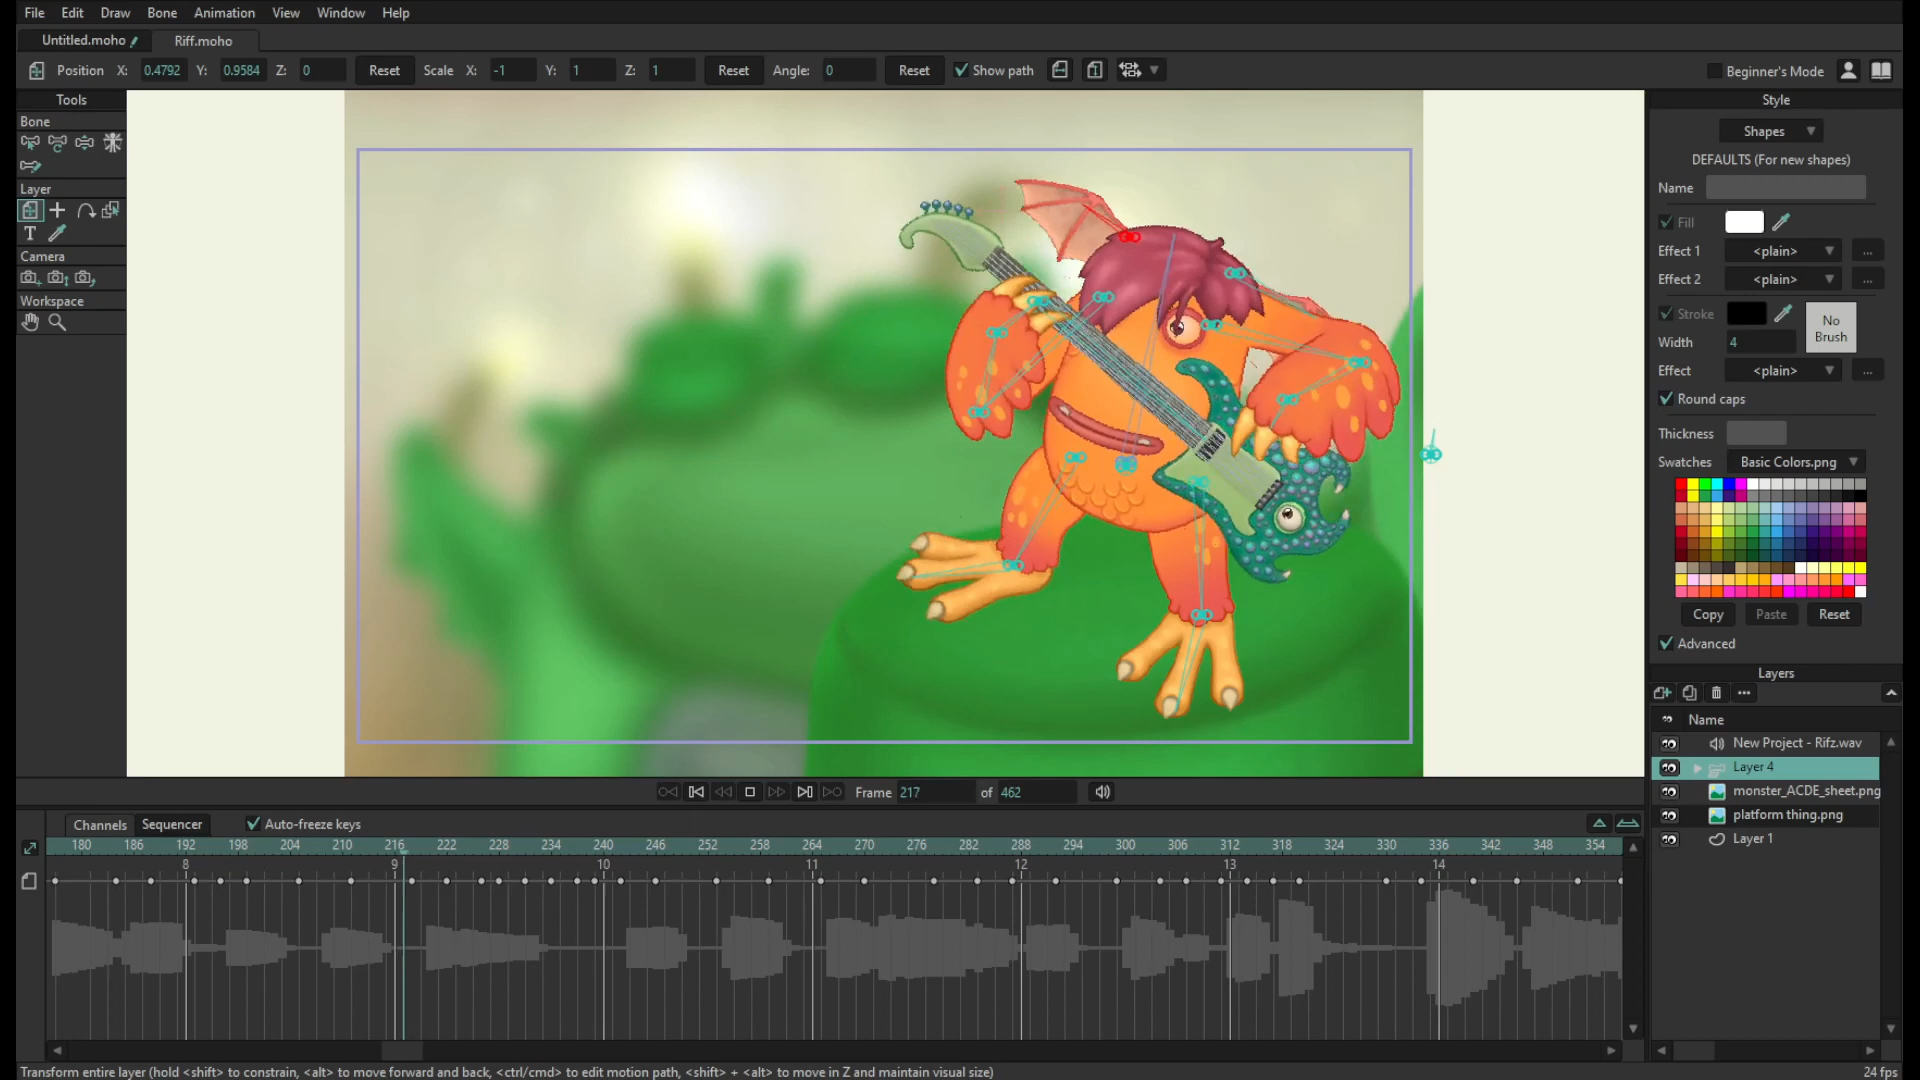 File Edit Draw Bone Animation View Window Help
Untitled.moho Riff.moho
Position X: 0.4792 Y: 0.9584 Z: 0 Reset Scale X: -1 Y: 1 Z: 1 Reset Angle: 0 Reset Show path Beginner's Mode
Tools
Bone
Layer
T
Camera
Workspace
Style
Shapes
DEFAULTS (For new shapes)
Name
Fill
Effect 1 <plain> ...
Effect 2 <plain> ...
Stroke
No Brush
Width 4
Effect <plain> ...
Round caps
Thickness
Swatches Basic Colors.png
Copy Paste Reset
Advanced
Layers
Name
New Project - Rifz.wav
Layer 4
monster_ACDE_sheet.png
platform thing.png
Layer 1
Frame 217 of 462
Channels Sequencer Auto-freeze keys
180 186 192 198 204 210 216 222 228 234 240 246 252 258 264 270 276 282 288 294 300 306 312 318 324 330 336 342 348 354
8 9 10 11 12 13 14
Transform entire layer (hold <shift> to constrain, <alt> to move forward and back, <ctrl/cmd> to edit motion path, <shift> + <alt> to move in Z and maintain visual size) 24 fps